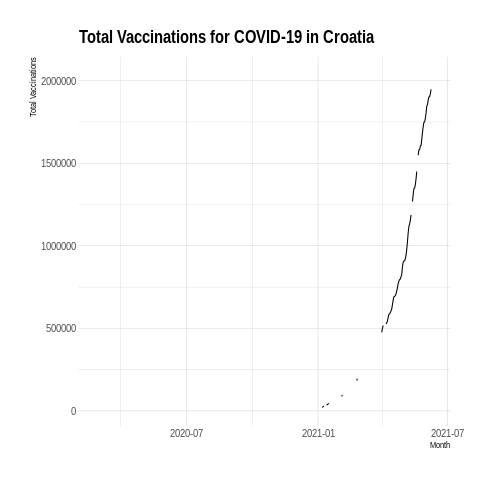 Total Vaccinations for COVID-19 in Croatia
Total Vaccinations
2000000
1500000
1000000
500000
0
2020-07
2021-01
2021-07
Month